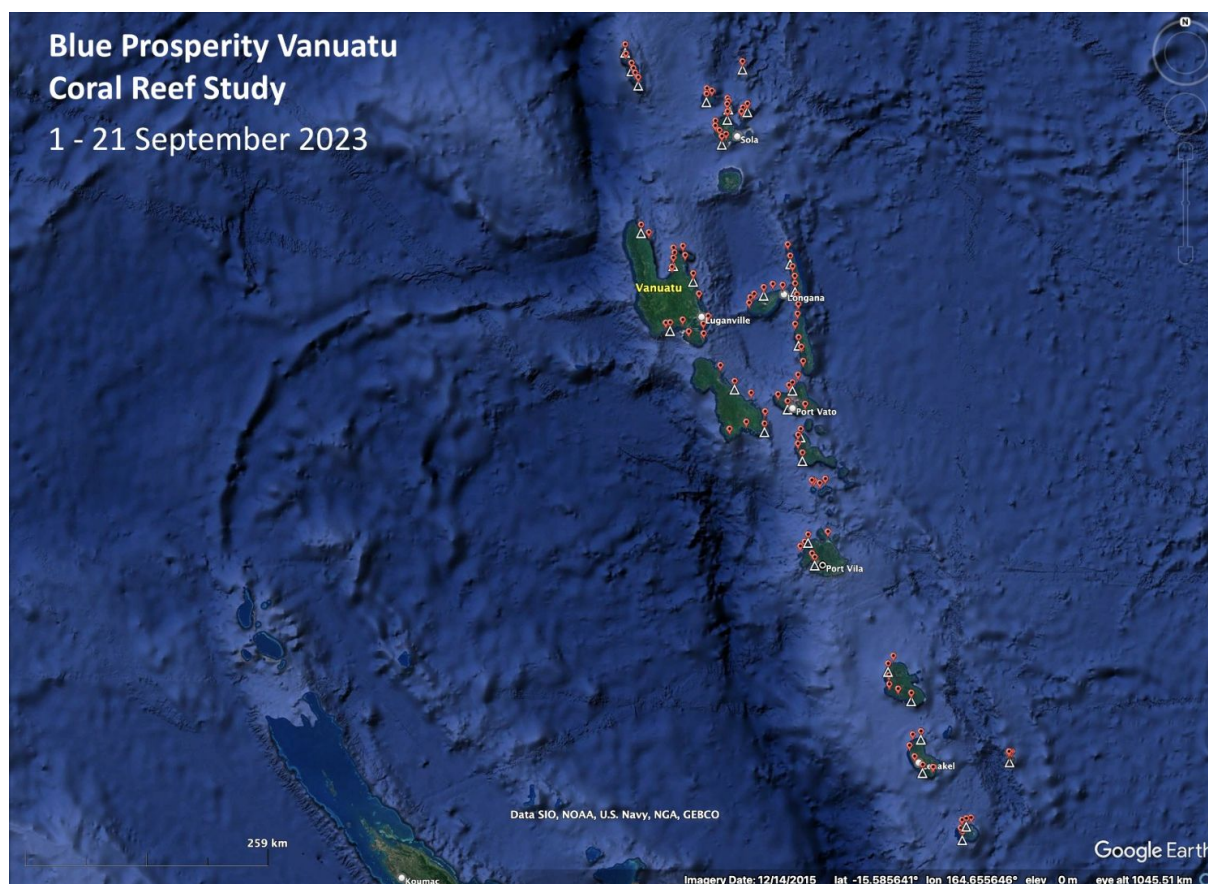 Blue Prosperity Vanuatu
Coral Reef Study
1 - 21 September 2023
N
Sola
Vanuatu
Longana
Luganville
Port Vato
Port Vila
Lenakel
Data SIO, NOAA, U.S. Navy, NGA, GEBCO
259 km
Google Earth
Koumac
Imagery Date: 12/14/2015 lat -15.585641° lon 164.655646° elev 0 m eye alt 1045.51 km